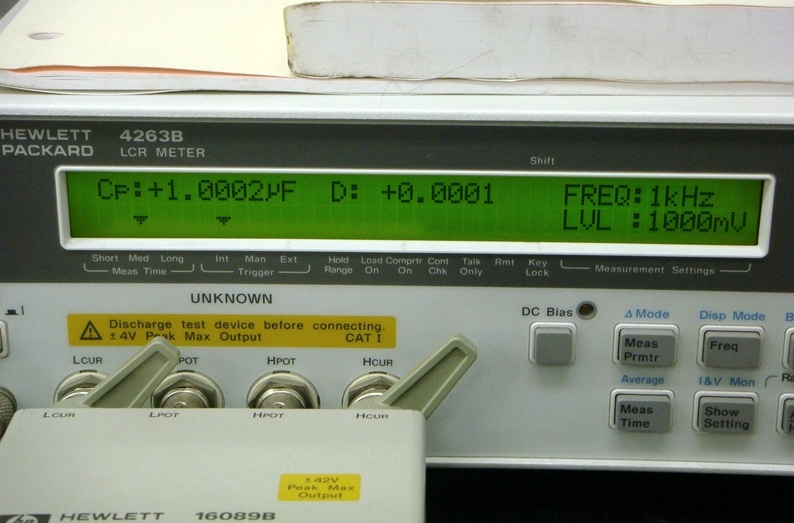 HEWLETT PACKARD
4263B
LCR METER
Shift
Cp:+1.0002µF D: +0.0001 FREQ:1kHz
LVL :1000mV
Short Med Long
Meas Time
Int Man Ext
Trigger
Hold Range
Load On
Comprtr On
Cont Chk
Talk Only
Rmt
Key Lock
Measurement Settings
UNKNOWN
Discharge test device before connecting.
±4V Peak Max Output CAT I
LCUR LPOT HPOT HCUR
DC Bias
Δ Mode
Meas Prmtr
Disp Mode
Freq
Average
Meas Time
I&V Mon
Show Setting
LCUR LPOT HPOT HCUR
±42V
Peak Max
Output
hp HEWLETT 16089B